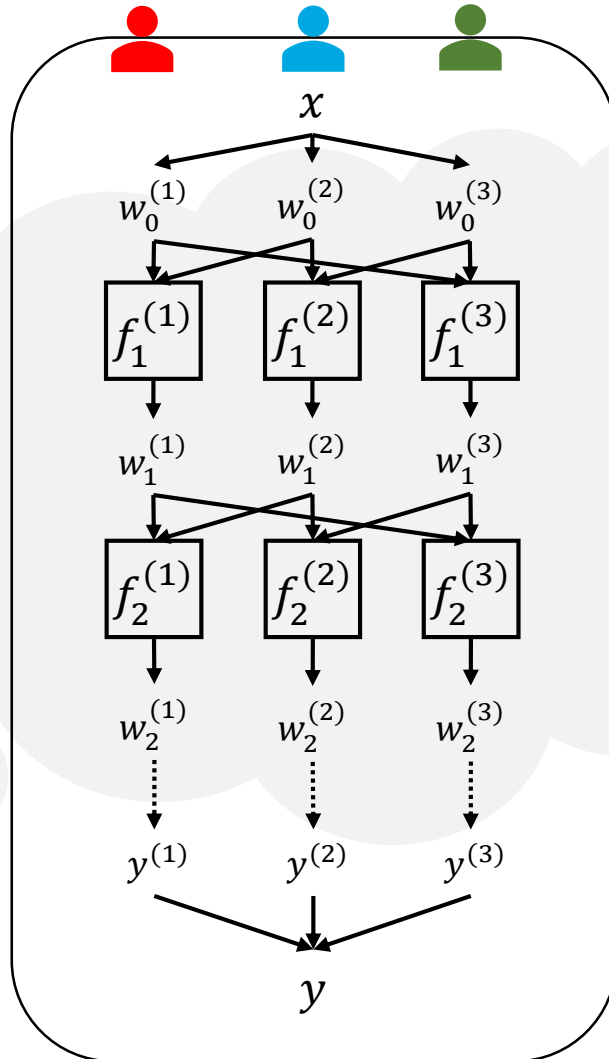 x
w_0^{(1)} w_0^{(2)} w_0^{(3)}
f_1^{(1)} f_1^{(2)} f_1^{(3)}
w_1^{(1)} w_1^{(2)} w_1^{(3)}
f_2^{(1)} f_2^{(2)} f_2^{(3)}
w_2^{(1)} w_2^{(2)} w_2^{(3)}
y^{(1)} y^{(2)} y^{(3)}
y